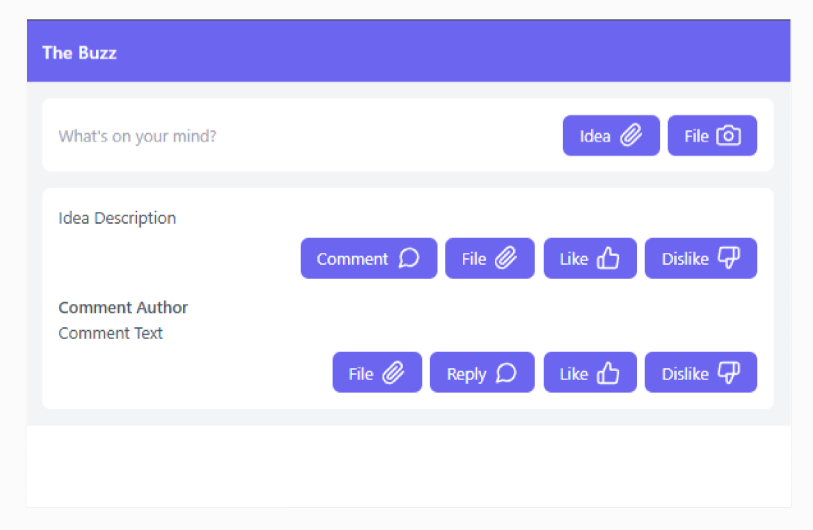 The Buzz
What's on your mind? Idea File
Idea Description
Comment File Like Dislike
Comment Author
Comment Text
File Reply Like Dislike